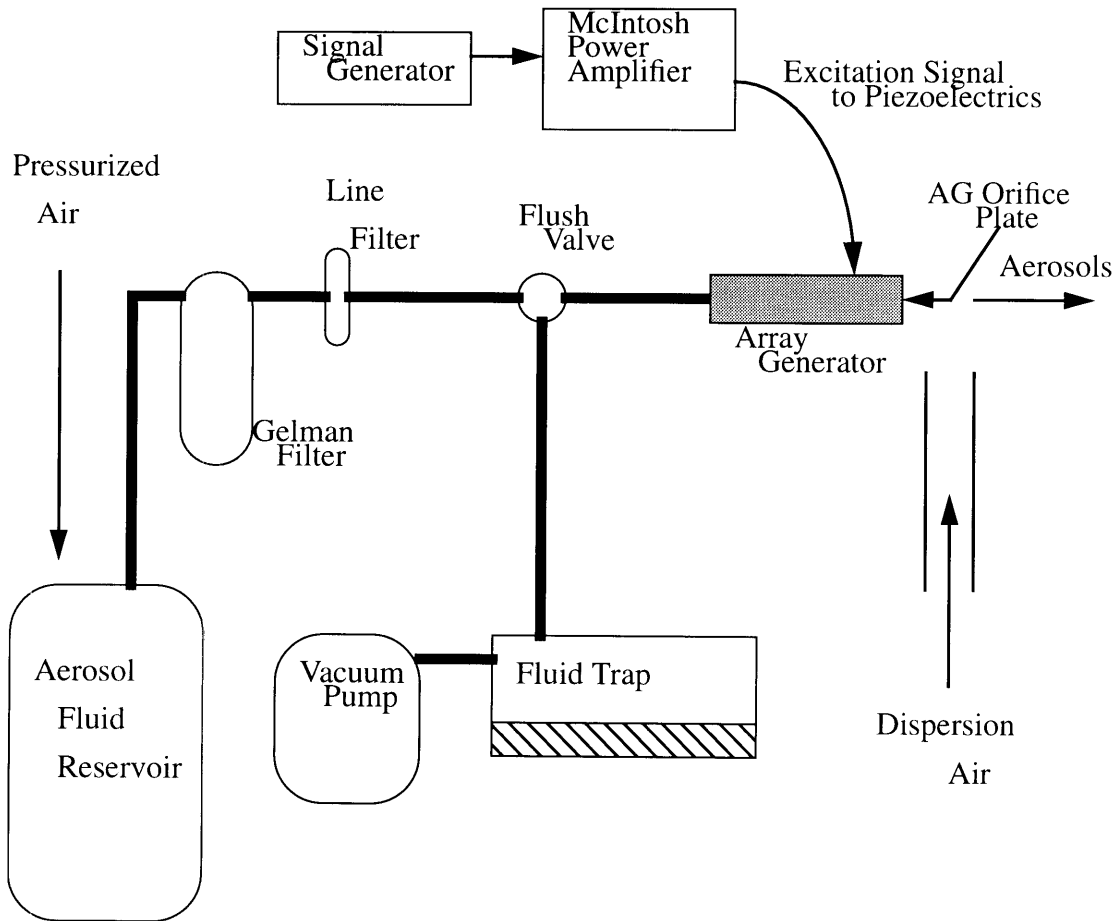 Signal
Generator
McIntosh
Power
Amplifier
Excitation Signal
to Piezoelectrics
Pressurized
Air
Line
Filter
Flush
Valve
AG Orifice
Plate
Aerosols
Array
Generator
Gelman
Filter
Aerosol
Fluid
Reservoir
Vacuum
Pump
Fluid Trap
Dispersion
Air